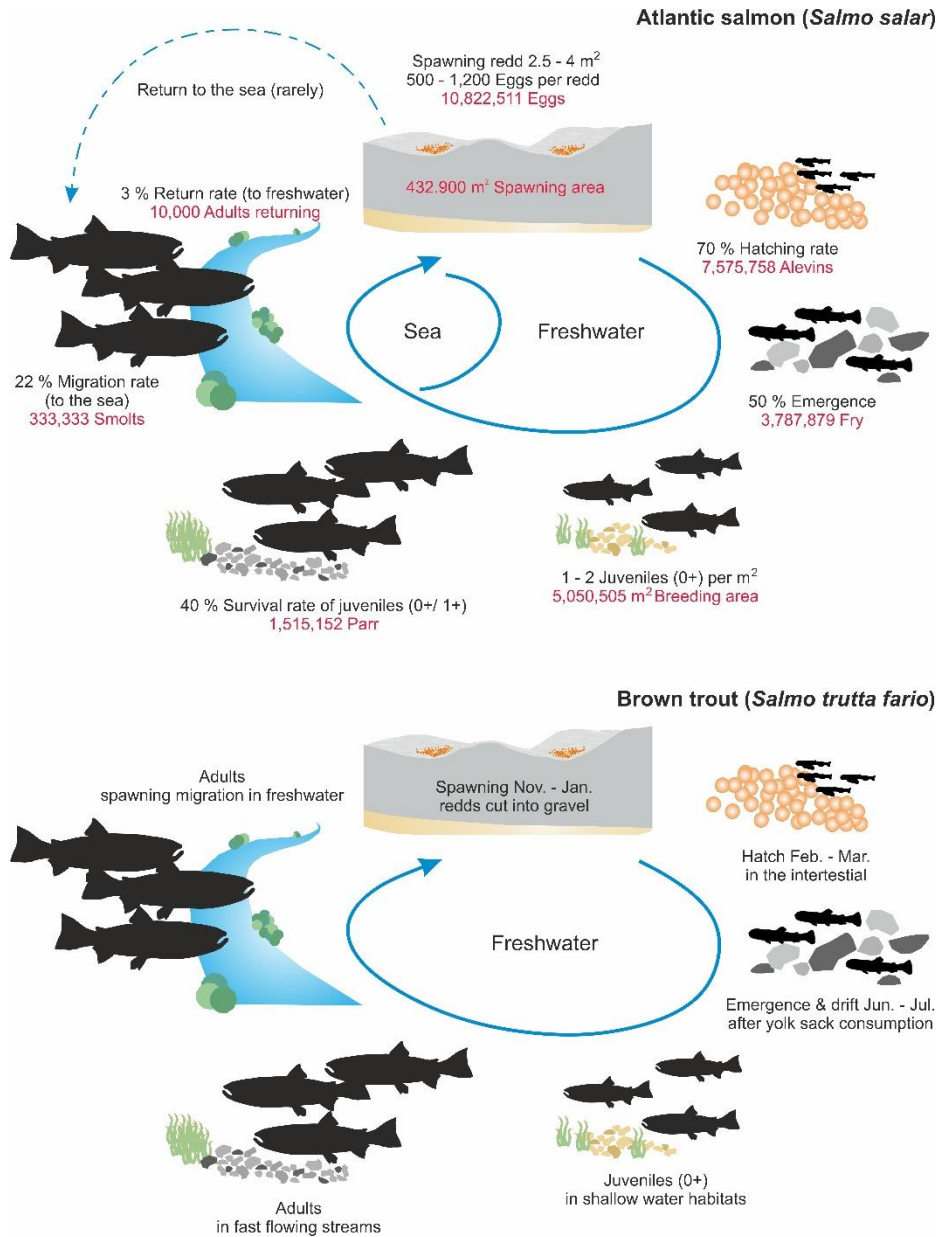 Atlantic salmon (Salmo salar)
Spawning redd 2.5 - 4 m²
500 - 1,200 Eggs per redd
10,822,511 Eggs
Return to the sea (rarely)
432.900 m² Spawning area
3 % Return rate (to freshwater)
10,000 Adults returning
70 % Hatching rate
7,575,758 Alevins
Sea
Freshwater
22 % Migration rate
(to the sea)
333,333 Smolts
50 % Emergence
3,787,879 Fry
1 - 2 Juveniles (0+) per m²
5,050,505 m² Breeding area
40 % Survival rate of juveniles (0+/ 1+)
1,515,152 Parr
Brown trout (Salmo trutta fario)
Adults
spawning migration in freshwater
Spawning Nov. - Jan.
redds cut into gravel
Hatch Feb. - Mar.
in the intertestial
Freshwater
Emergence & drift Jun. - Jul.
after yolk sack consumption
Juveniles (0+)
in shallow water habitats
Adults
in fast flowing streams